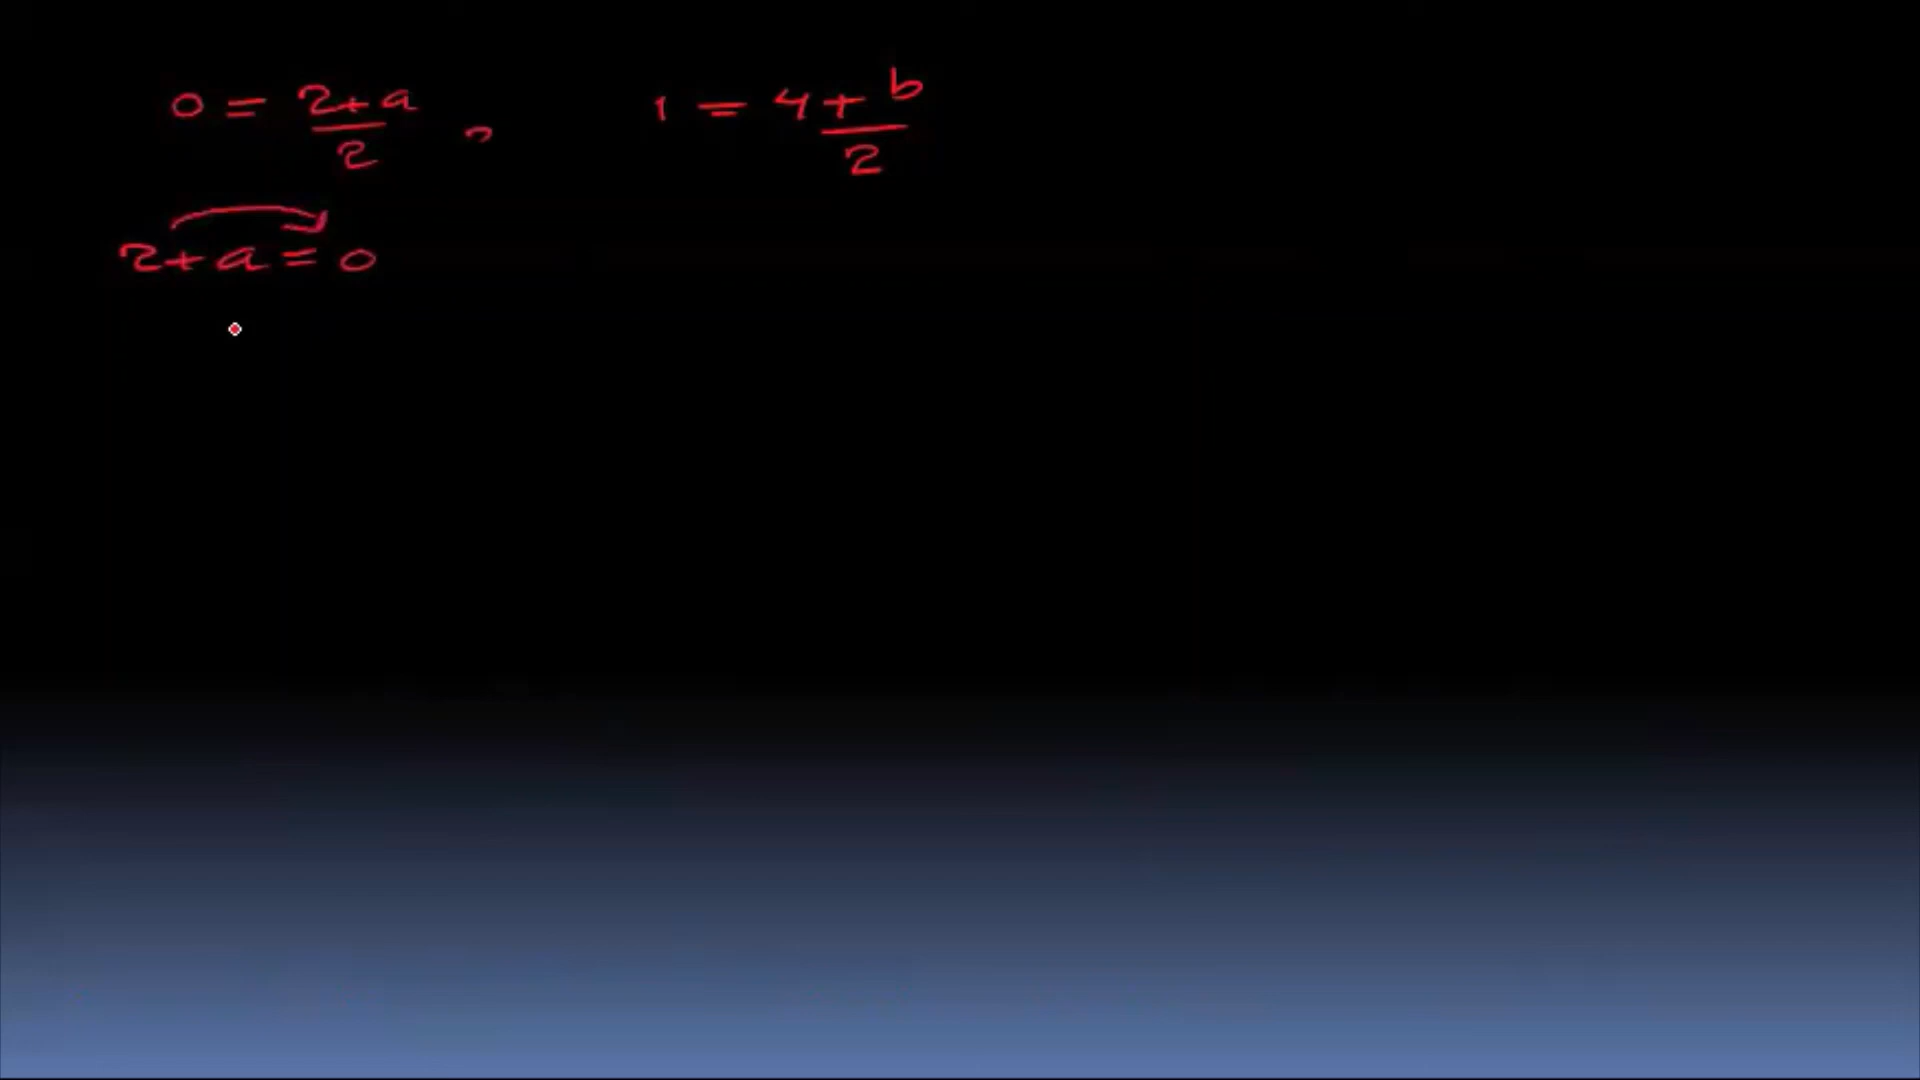 0 = 2+a/2 , 1 = 4+b/2
2+a=0